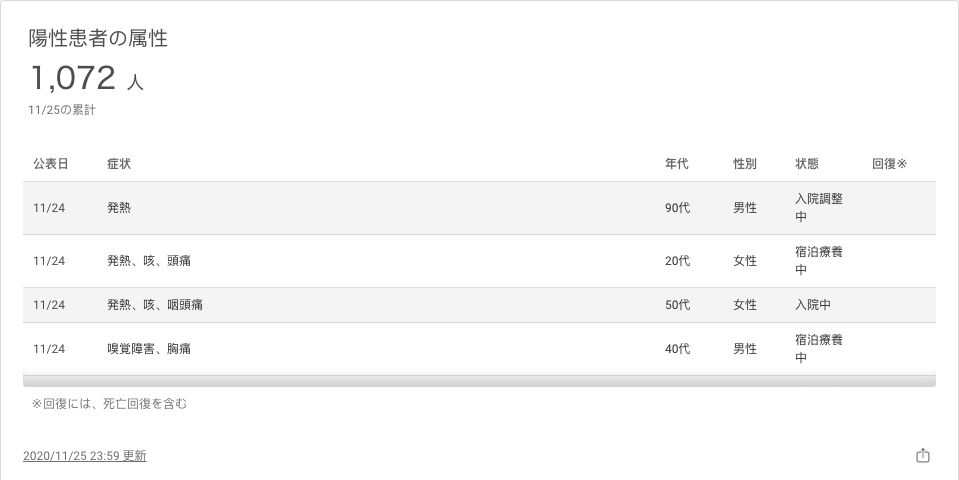 陽性患者の属性
1,072 人
11/25の累計
公表日 症状 年代 性別 状態 回復※
11/24 発熱 90代 男性 入院調整
中
11/24 発熱、咳、頭痛 20代 女性 宿泊療養
中
11/24 発熱、咳、咽頭痛 50代 女性 入院中
11/24 嗅覚障害、胸痛 40代 男性 宿泊療養
中
※回復には、死亡回復を含む
2020/11/25 23:59 更新